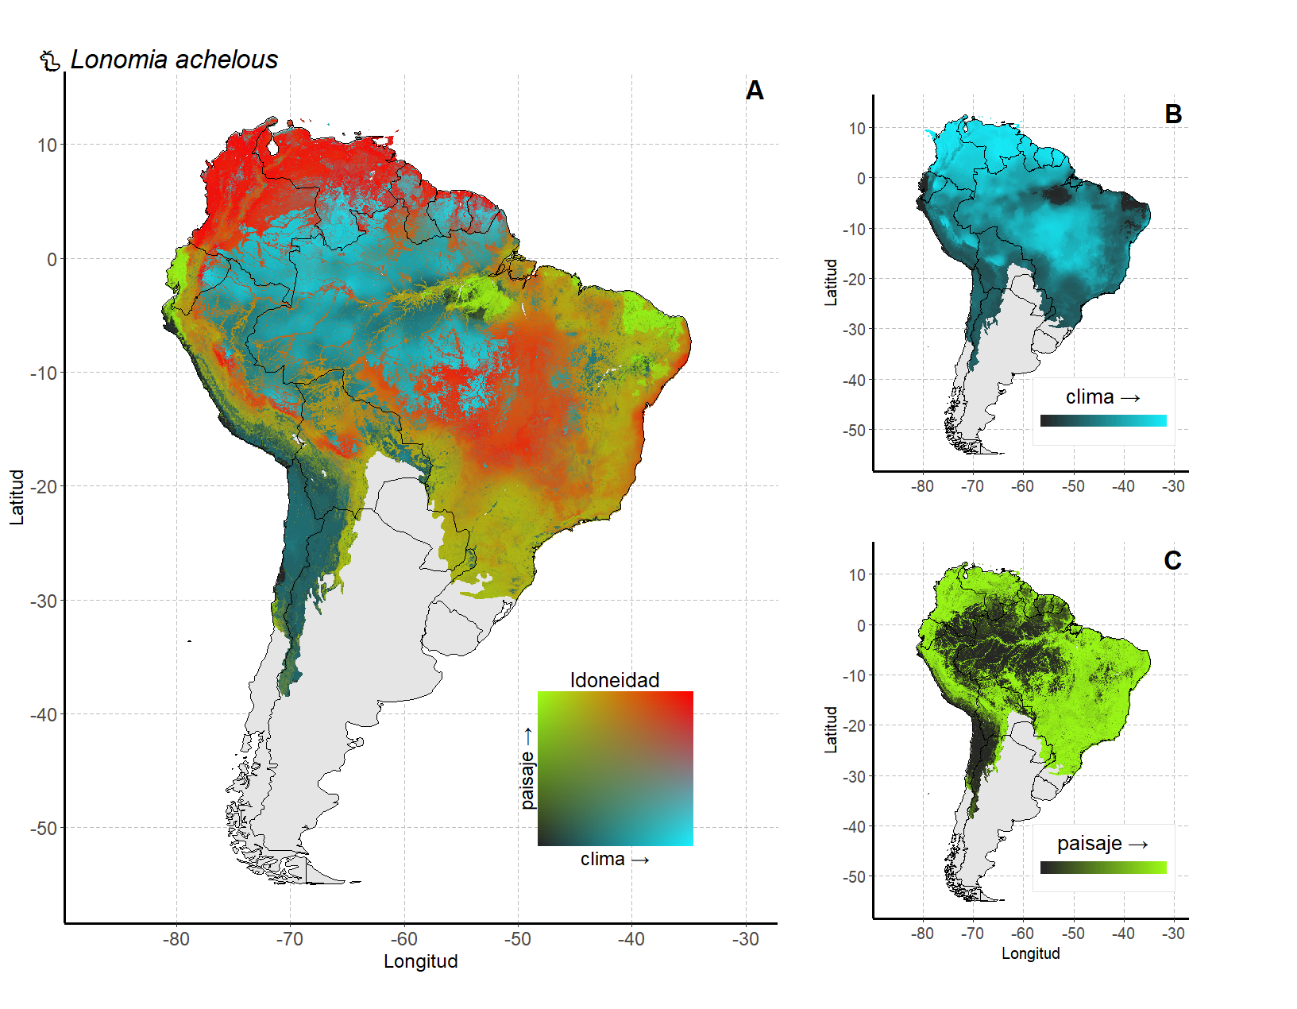 Lonomia achelous
A
10
0
-10
-20
-30
-40
-50
Latitud
-80 -70 -60 -50 -40 -30
Longitud
Idoneidad
paisaje →
clima →
B
10
0
-10
-20
-30
-40
-50
Latitud
clima →
-80 -70 -60 -50 -40 -30
C
10
0
-10
-20
-30
-40
-50
Latitud
paisaje →
-80 -70 -60 -50 -40 -30
Longitud